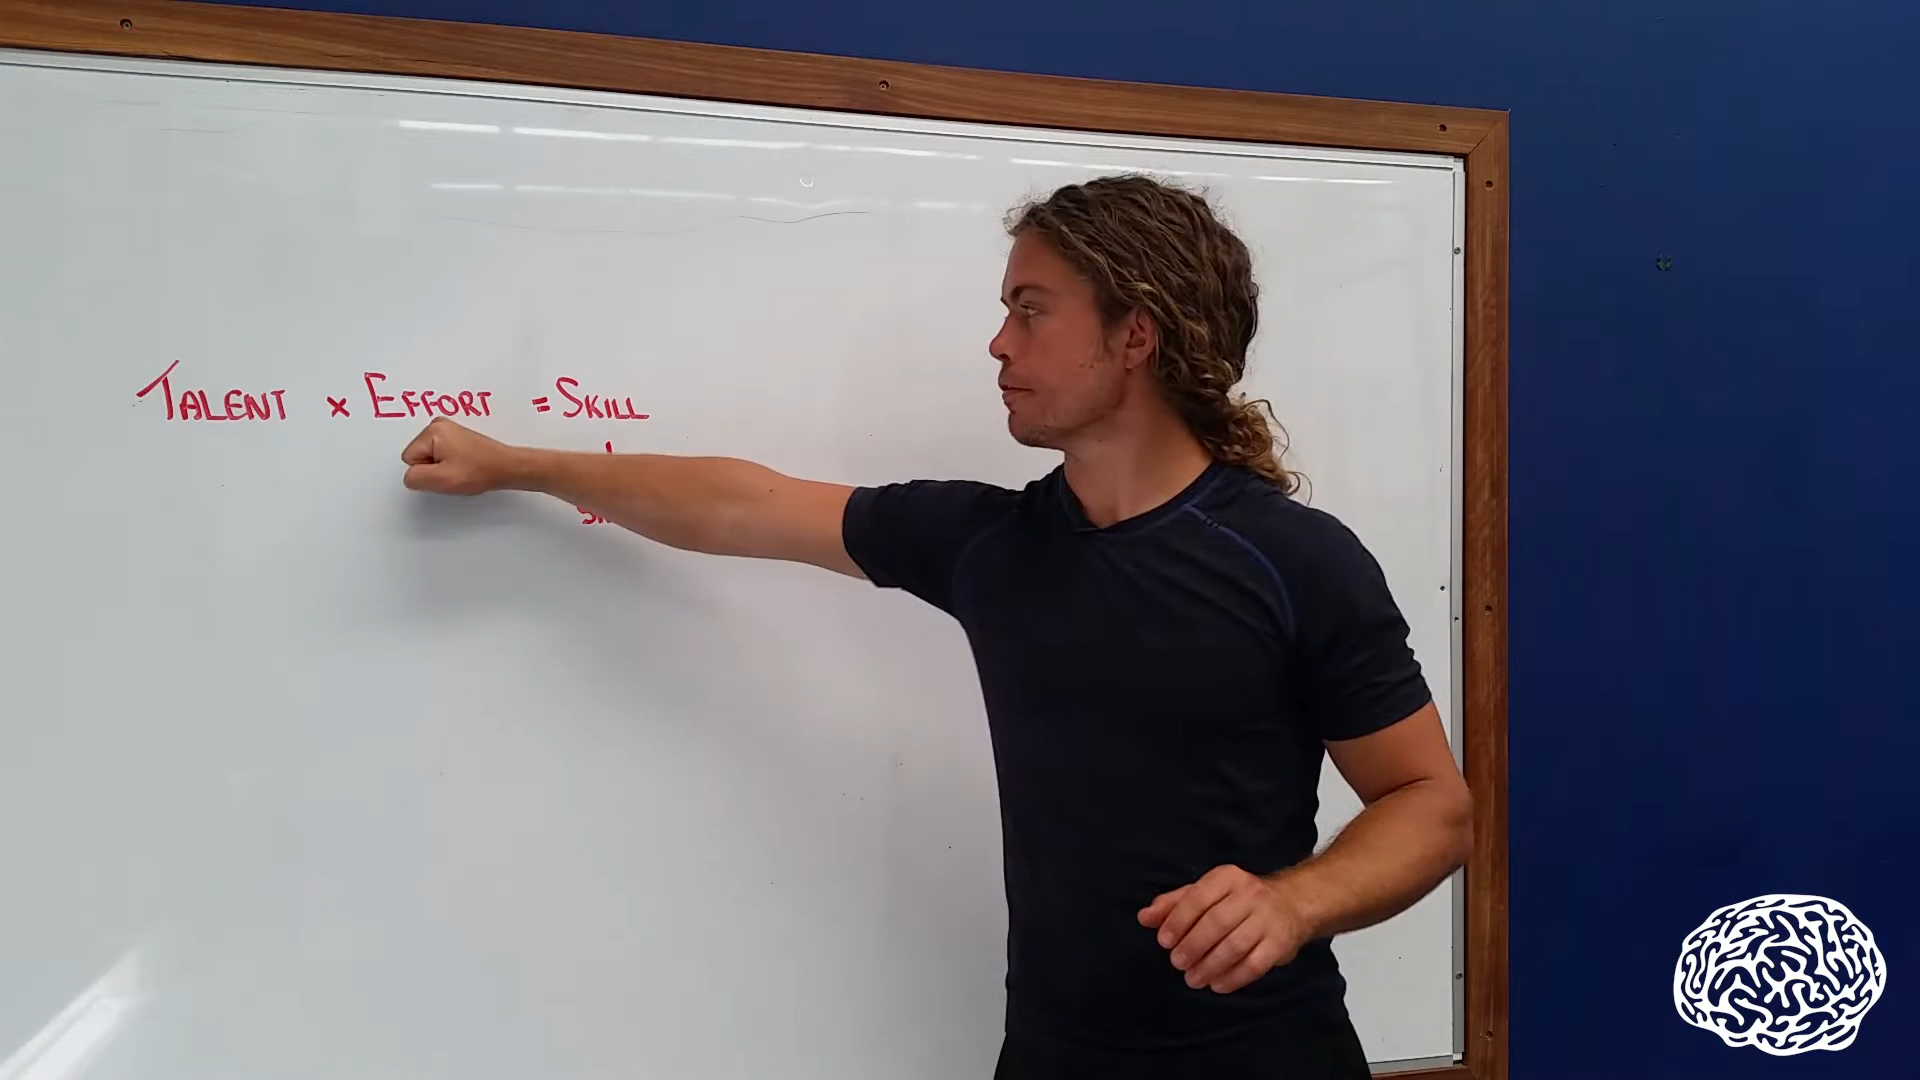 TALENT × EFFORT = SKILL